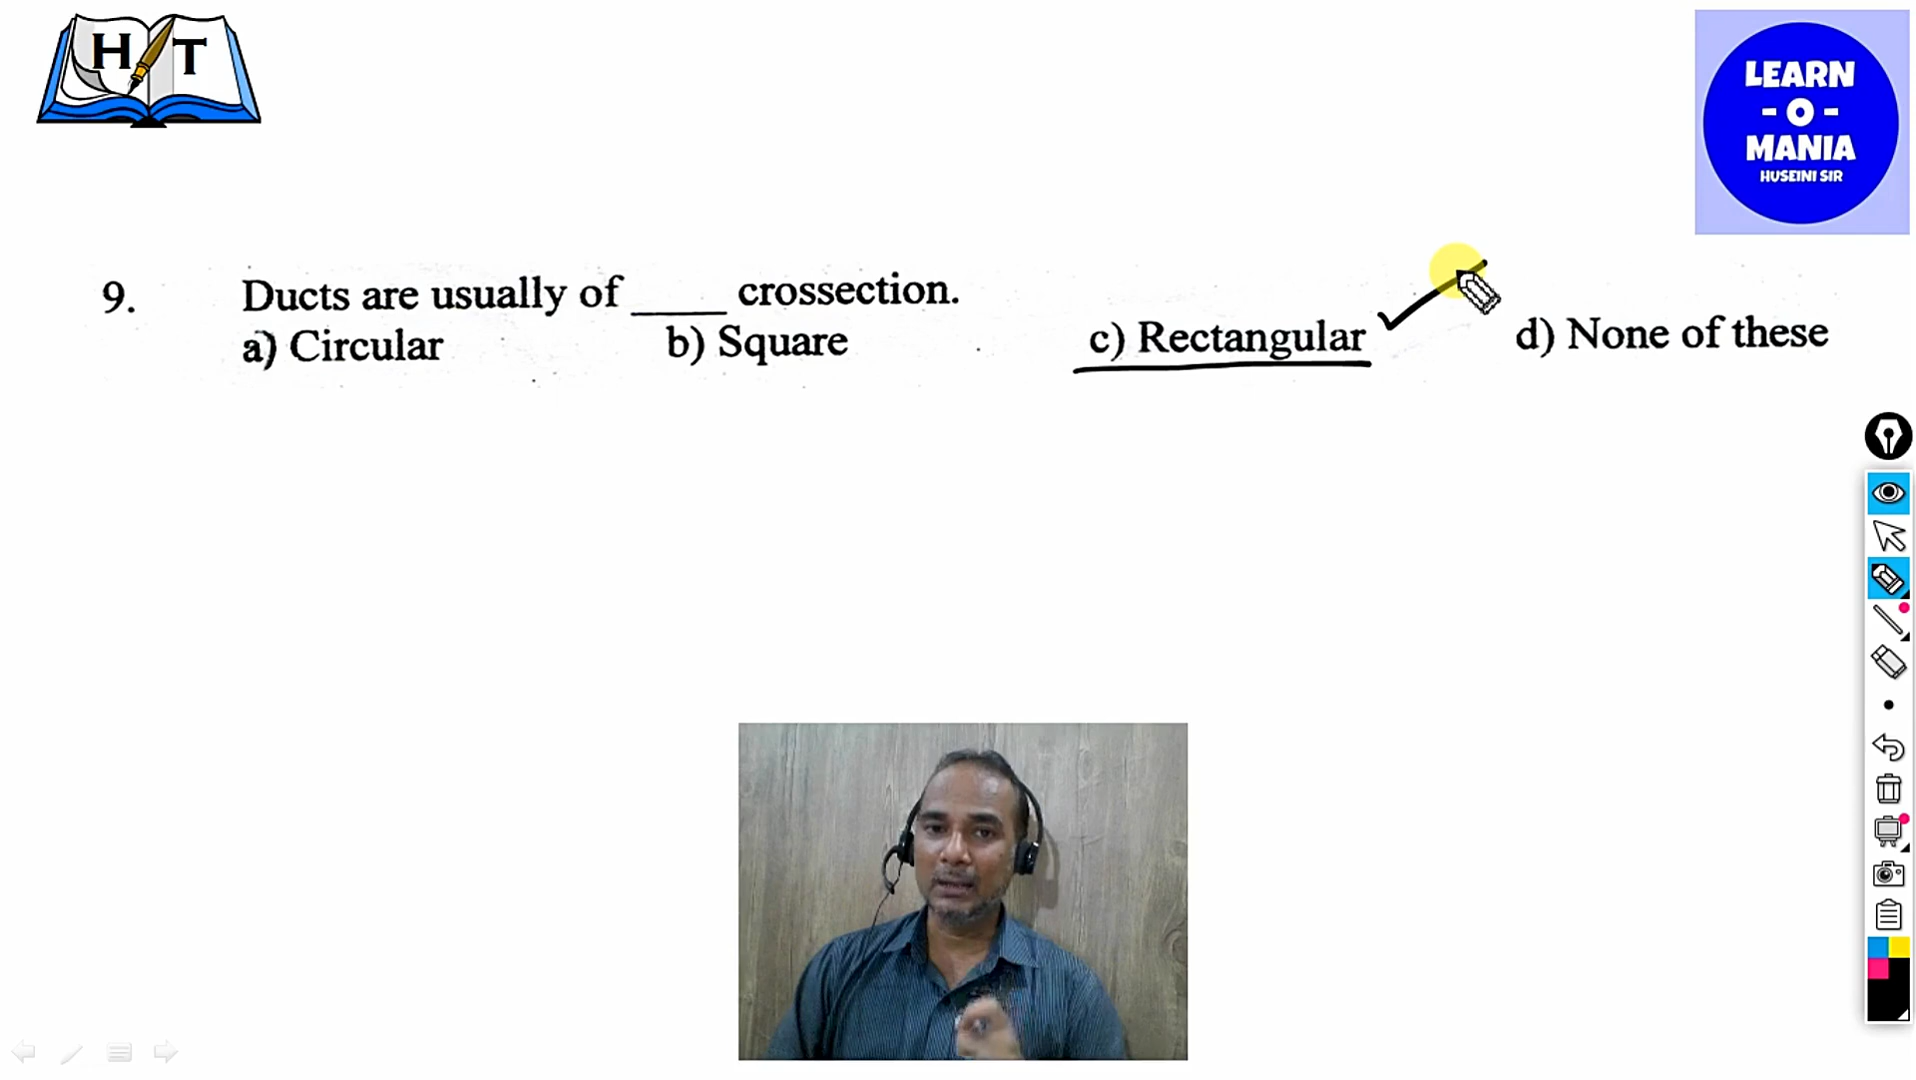 H T
LEARN
- O -
MANIA
HUSEINI SIR
9. Ducts are usually of ____ crossection.
a) Circular b) Square c) Rectangular d) None of these